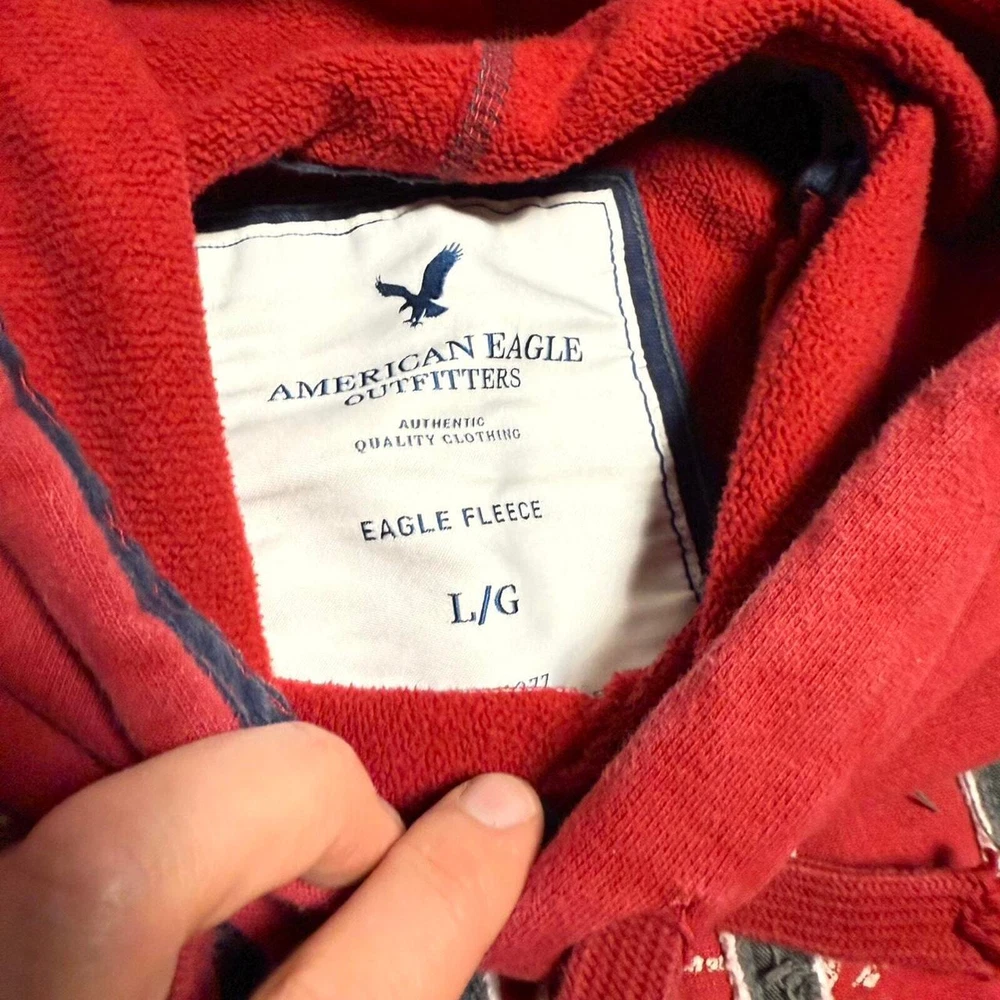 AMERICAN EAGLE
OUTFITTERS
AUTHENTIC
QUALITY CLOTHING
EAGLE FLEECE
L/G